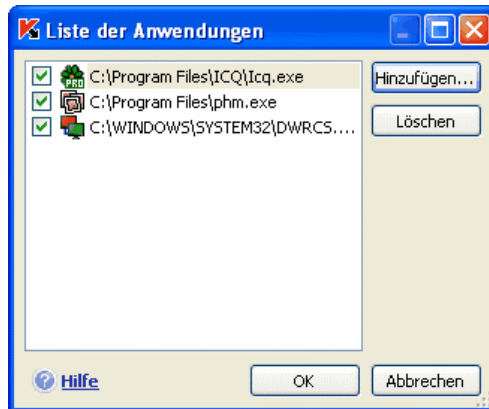 Liste der Anwendungen
C:\Program Files\ICQ\Icq.exe
C:\Program Files\phm.exe
C:\WINDOWS\SYSTEM32\DWRCS....
Hinzufügen...
Löschen
Hilfe
OK
Abbrechen